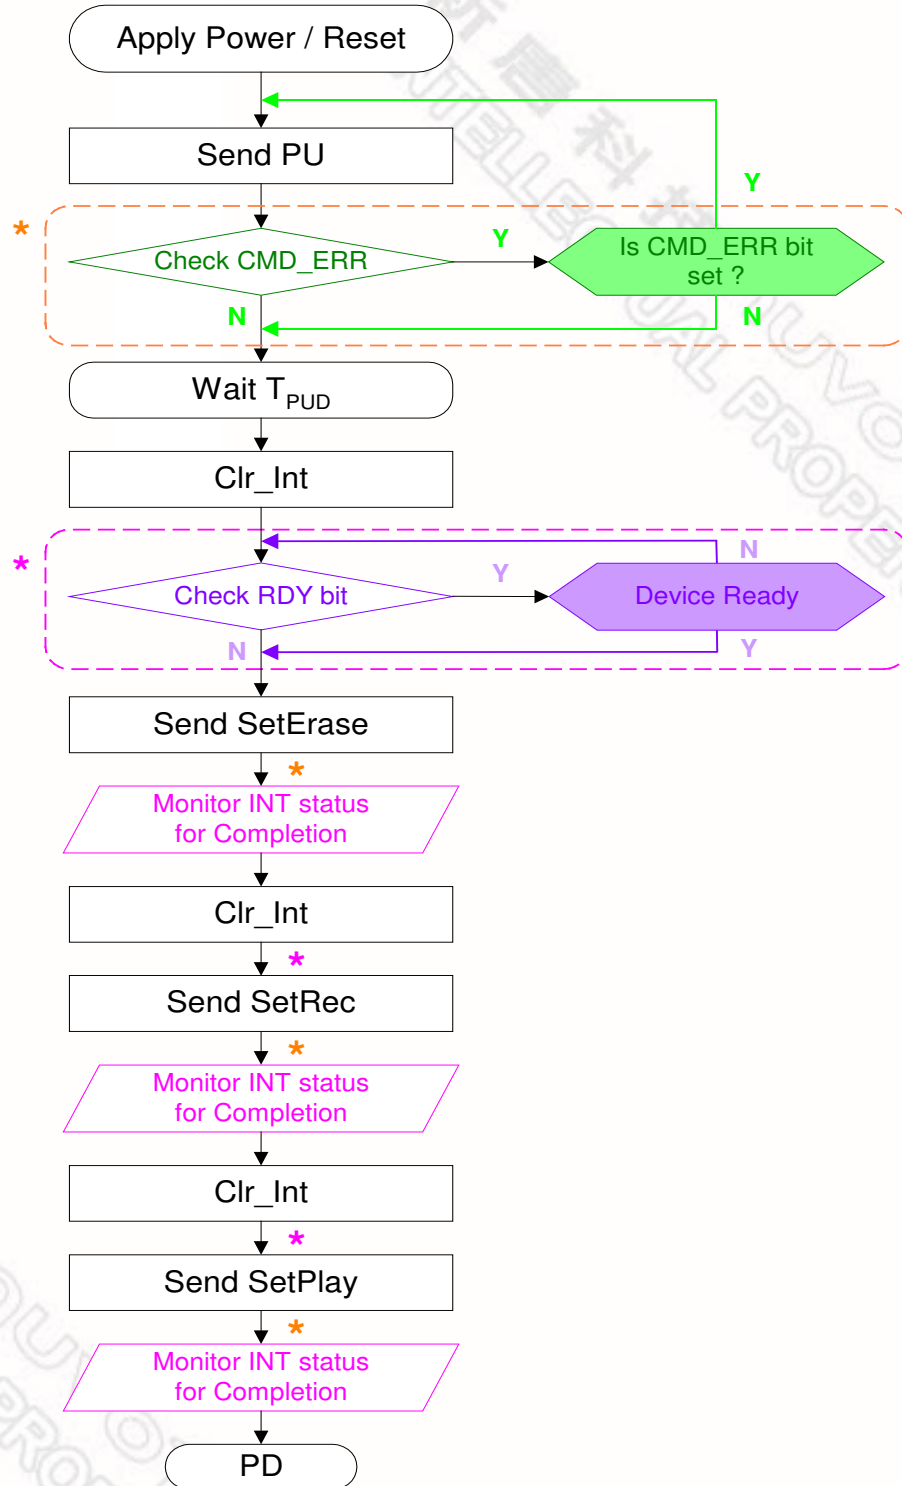 Apply Power / Reset
Send PU
Y
*
Check CMD_ERR
Y
Is CMD_ERR bit
set ?
N
N
Wait TPUD
Clr_Int
N
*
Check RDY bit
Y
Device Ready
N
Y
Send SetErase
*
Monitor INT status
for Completion
Clr_Int
*
Send SetRec
*
Monitor INT status
for Completion
Clr_Int
*
Send SetPlay
*
Monitor INT status
for Completion
PD